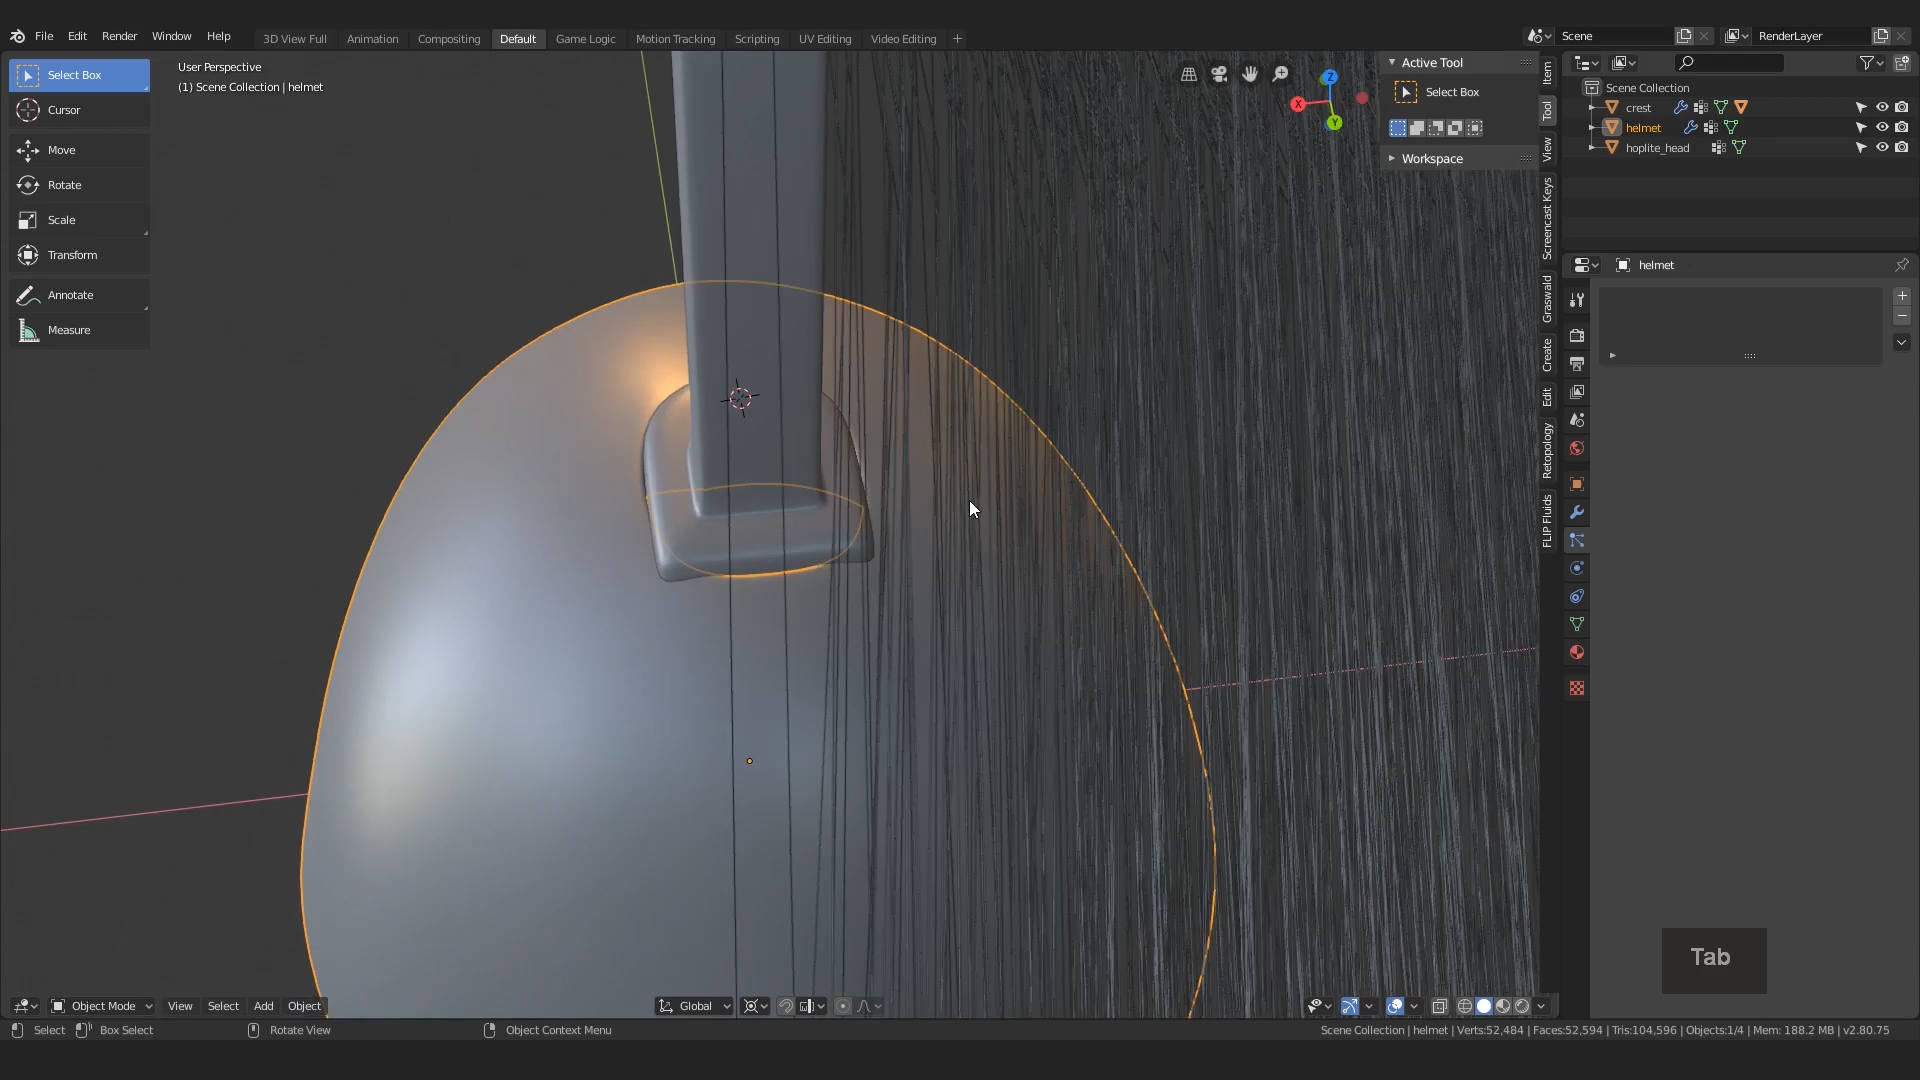 File Edit Render Window Help 3D View Full Animation Compositing Default Game Logic Motion Tracking Scripting UV Editing Video Editing + Scene RenderLayer
Select Box
Cursor
Move
Rotate
Scale
Transform
Annotate
Measure
User Perspective
(1) Scene Collection | helmet
Z
X
Y
Active Tool
Select Box
Workspace
Item
Tool
View
Screencast Keys
Graswald
Create
Edit
Retopology
FLIP Fluids
Scene Collection
crest
helmet
hoplite_head
helmet
Tab
Object Mode View Select Add Object Global
Select Box Select Rotate View Object Context Menu Scene Collection | helmet | Verts:52,484 | Faces:52,594 | Tris:104,596 | Objects:1/4 | Mem: 188.2 MB | v2.80.75